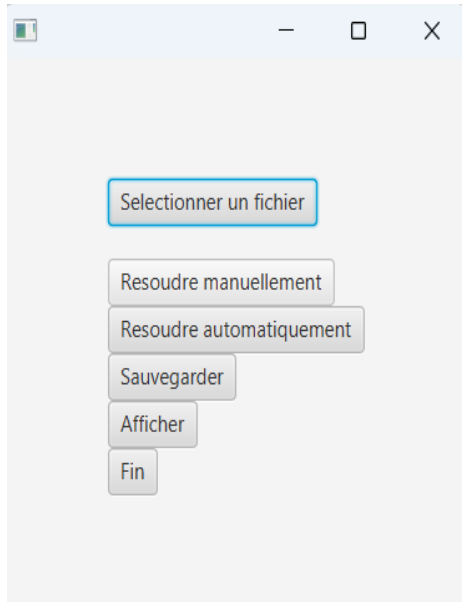 Selectionner un fichier
Resoudre manuellement
Resoudre automatiquement
Sauvegarder
Afficher
Fin